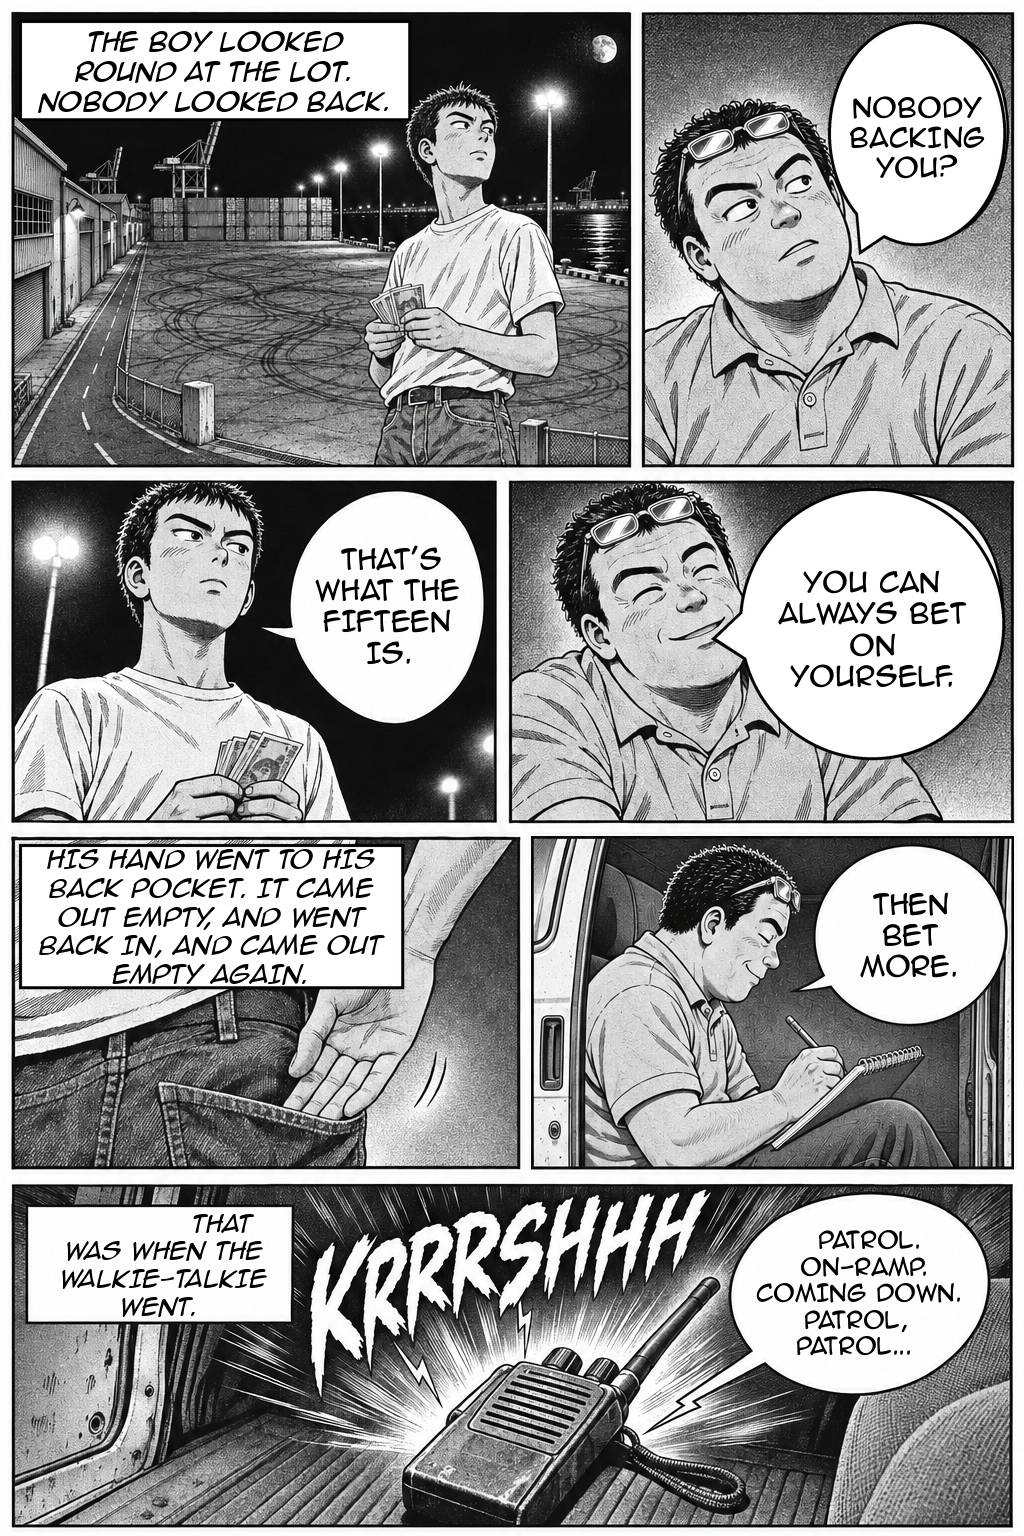 THE BOY LOOKED
ROUND AT THE LOT.
NOBODY LOOKED BACK.
NOBODY
BACKING
YOU?
THAT'S
WHAT THE
FIFTEEN
IS.
YOU CAN
ALWAYS BET
ON
YOURSELF.
HIS HAND WENT TO HIS
BACK POCKET. IT CAME
OUT EMPTY, AND WENT
BACK IN, AND CAME OUT
EMPTY AGAIN.
THEN
BET
MORE.
THAT
WAS WHEN THE
WALKIE-TALKIE
WENT.
KRRRSHHH
PATROL.
ON-RAMP.
COMING DOWN.
PATROL,
PATROL...